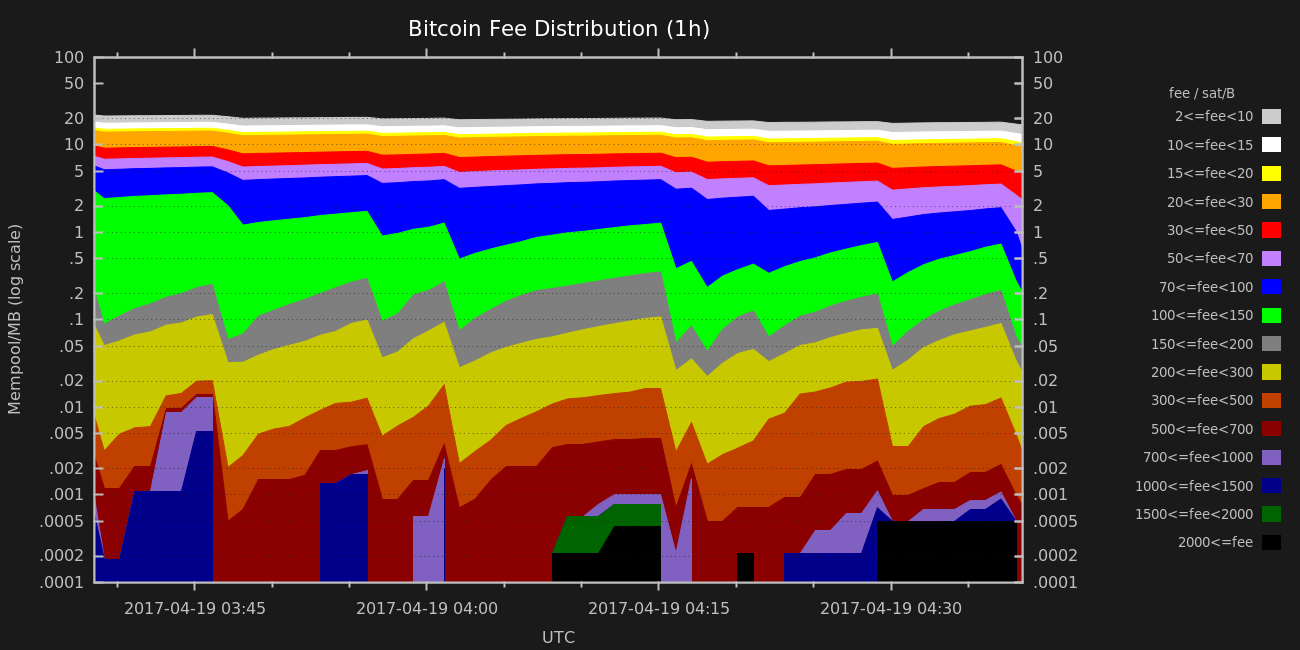 Bitcoin Fee Distribution (1h)
Mempool/MB (log scale)
100
50
20
10
5
2
1
.5
.2
.1
.05
.02
.01
.005
.002
.001
.0005
.0002
.0001
100
50
20
10
5
2
1
.5
.2
.1
.05
.02
.01
.005
.002
.001
.0005
.0002
.0001
2017-04-19 03:45
2017-04-19 04:00
2017-04-19 04:15
2017-04-19 04:30
UTC
fee / sat/B
2<=fee<10
10<=fee<15
15<=fee<20
20<=fee<30
30<=fee<50
50<=fee<70
70<=fee<100
100<=fee<150
150<=fee<200
200<=fee<300
300<=fee<500
500<=fee<700
700<=fee<1000
1000<=fee<1500
1500<=fee<2000
2000<=fee